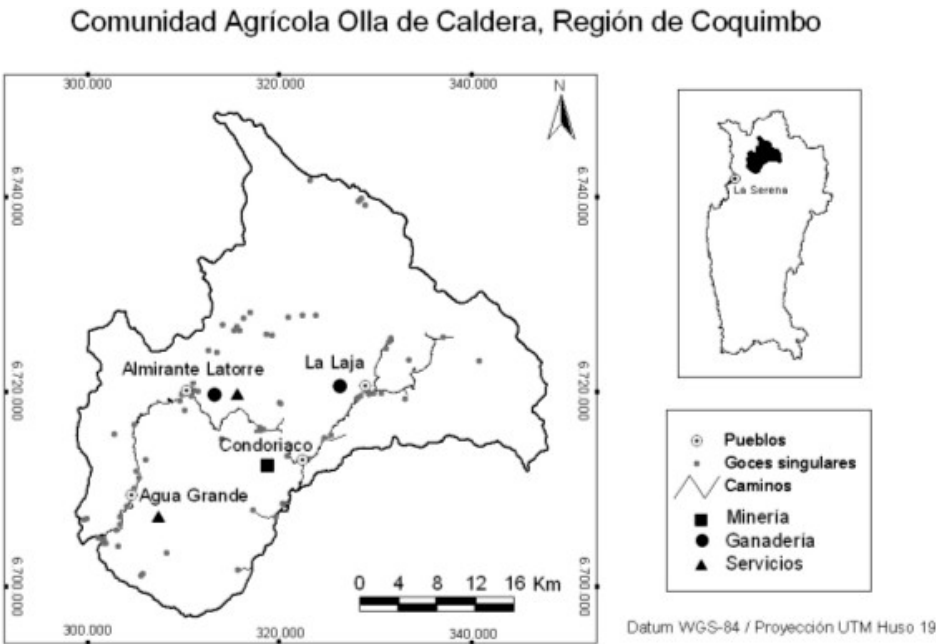 Comunidad Agrícola Olla de Caldera, Región de Coquimbo
300.000 320.000 340.000
N
6.740.000 6.740.000
La Serena
Almirante Latorre
La Laja
6.720.000 6.720.000
Condoriaco
Agua Grande
6.700.000 6.700.000
0 4 8 12 16 Km
300.000 320.000 340.000
Pueblos
Goces singulares
Caminos
Minería
Ganadería
Servicios
Datum WGS-84 / Proyección UTM Huso 19